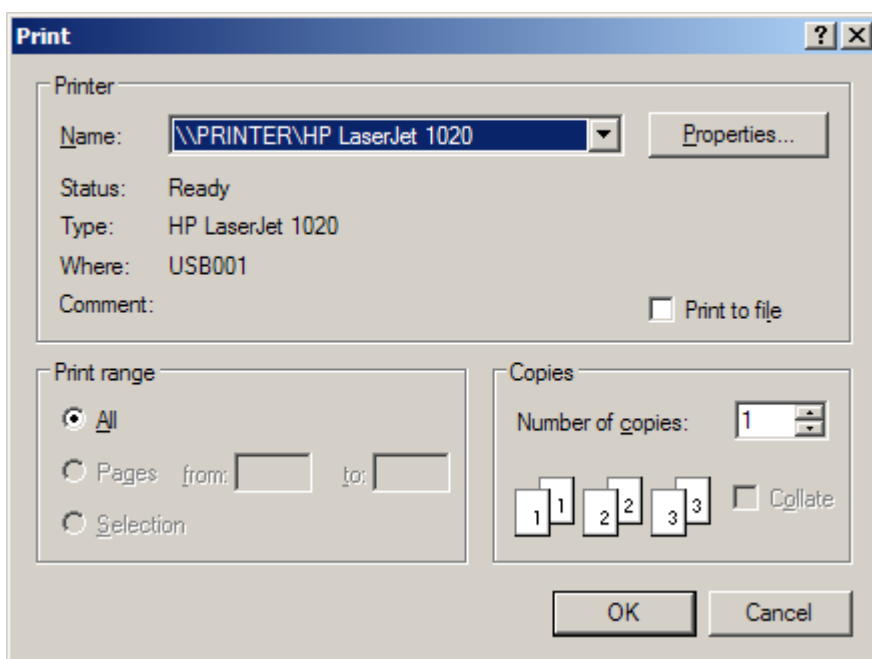 Print
Printer
Name: \\PRINTER\HP LaserJet 1020 Properties...
Status: Ready
Type: HP LaserJet 1020
Where: USB001
Comment:
Print to file
Print range
All
Pages from: to:
Selection
Copies
Number of copies: 1
1 1 2 2 3 3 Collate
OK Cancel